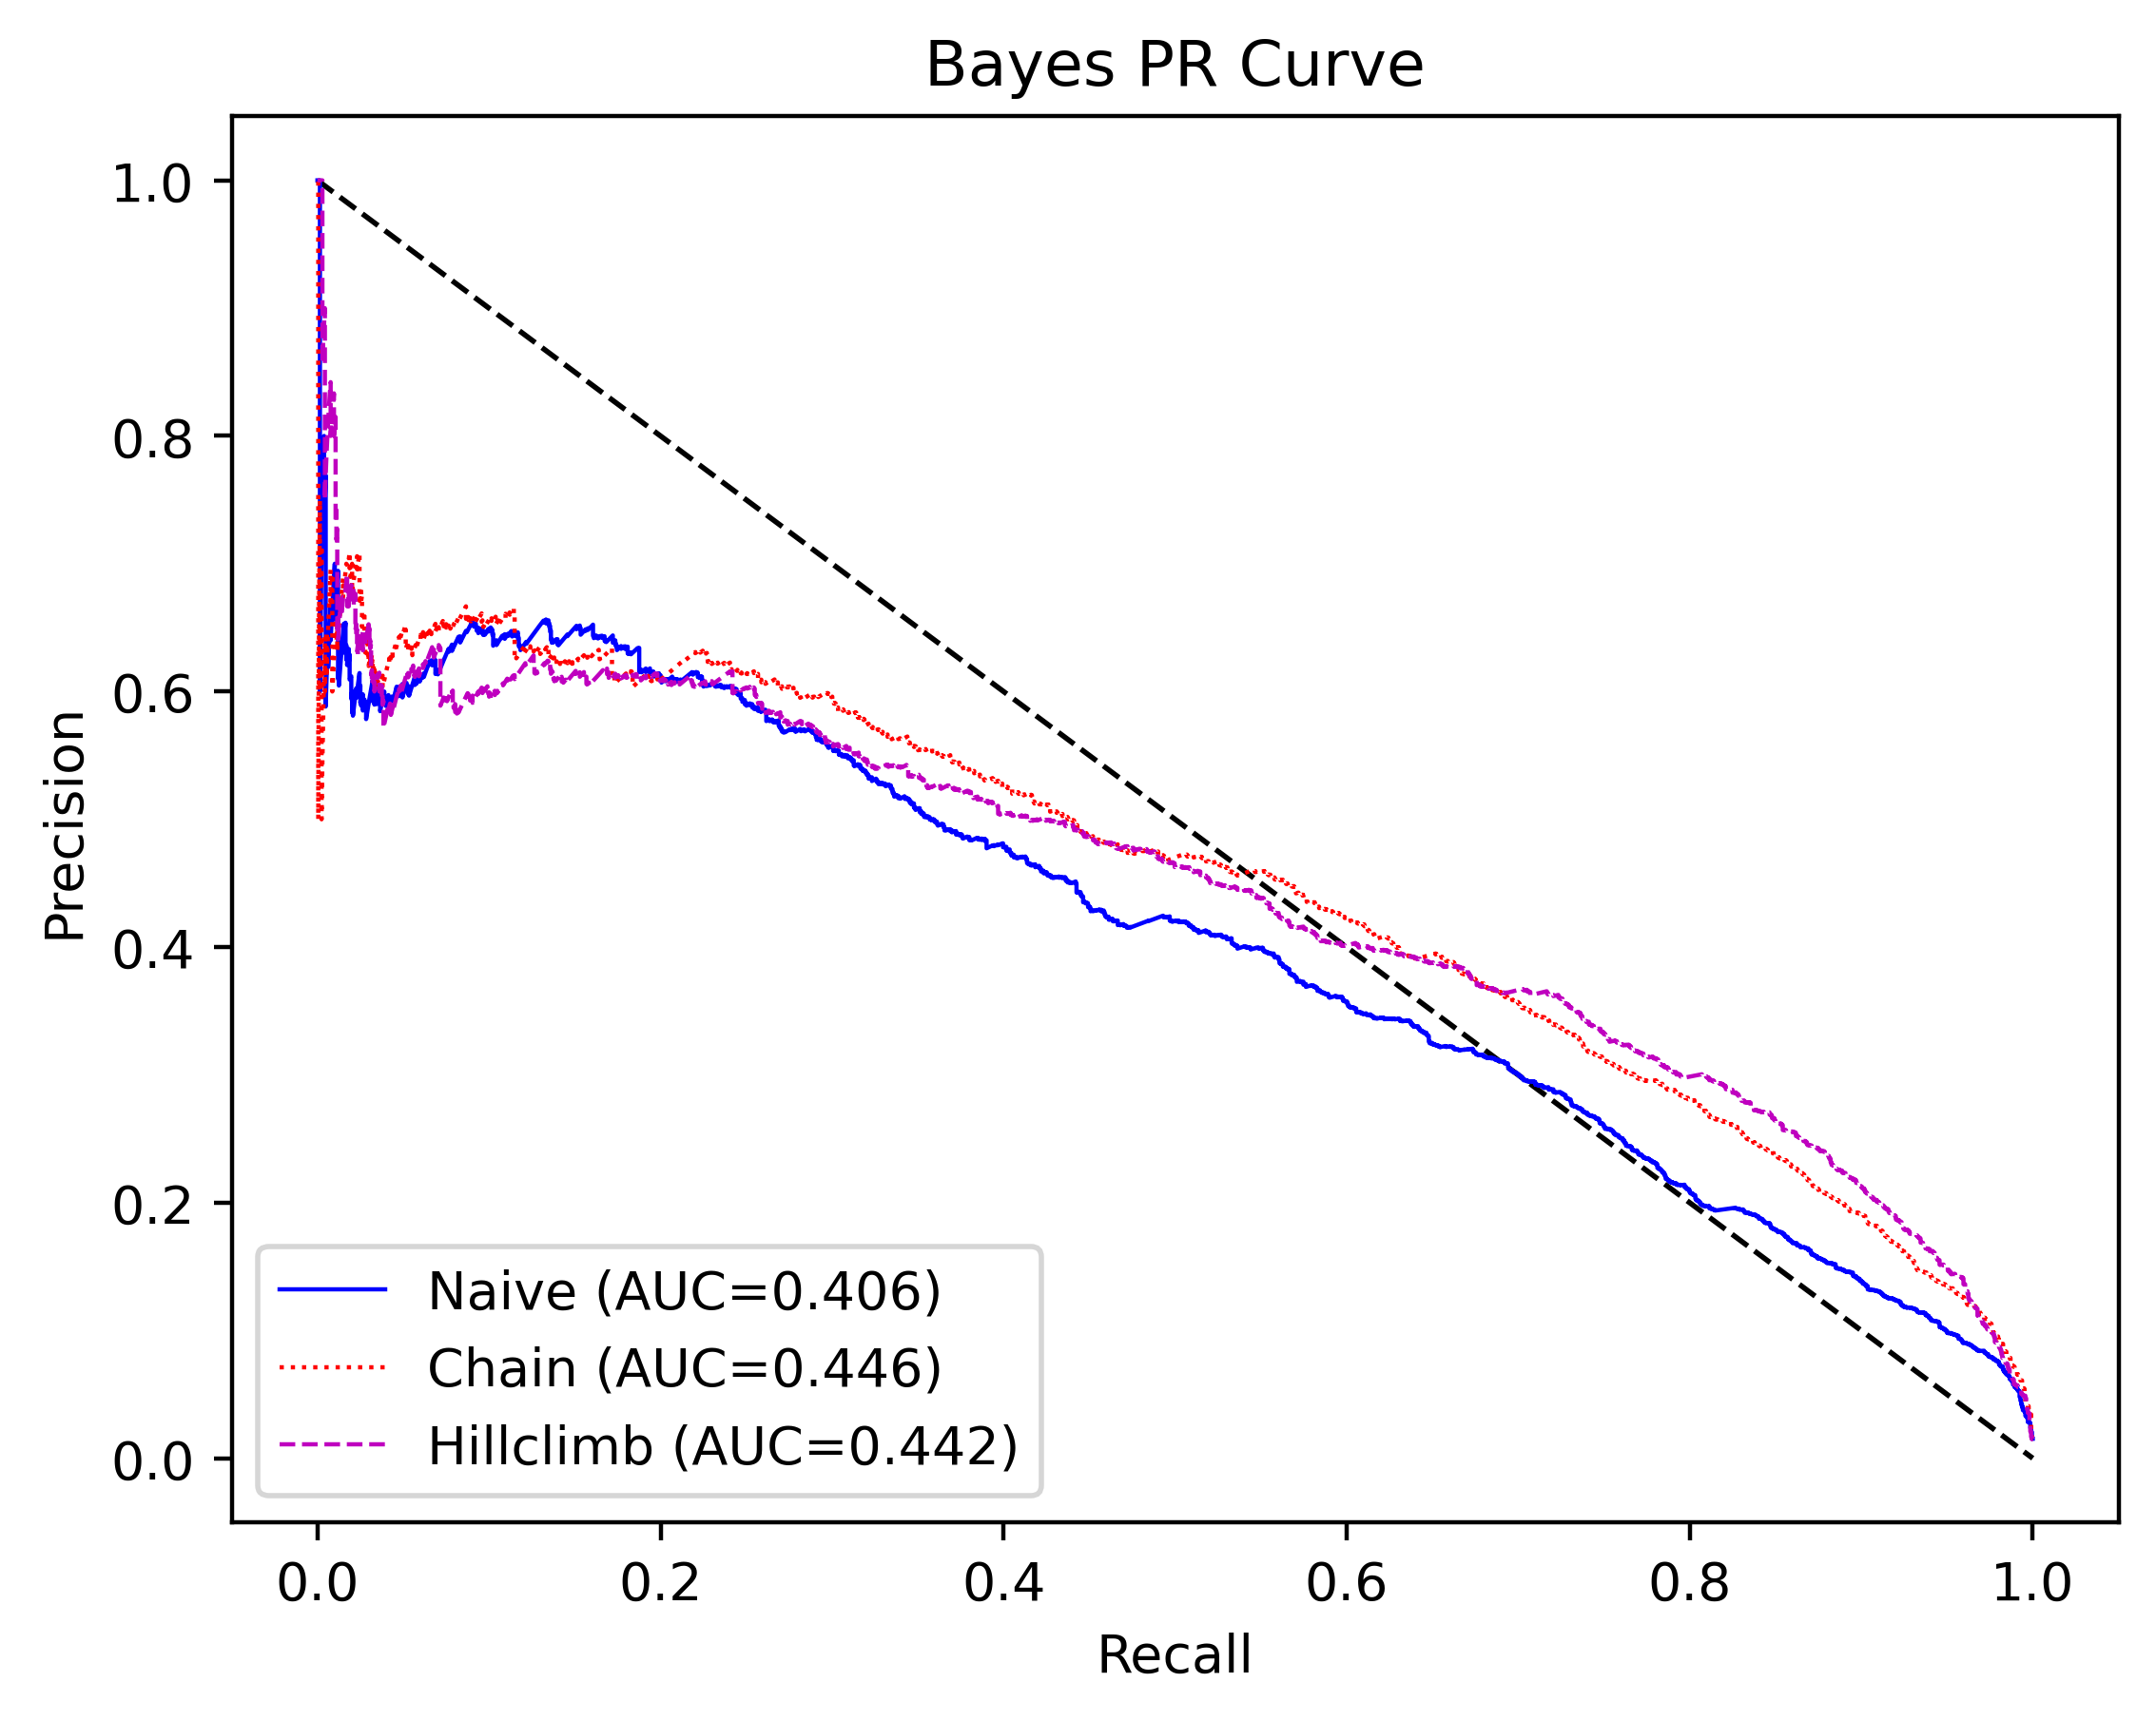 Bayes PR Curve
1.0
0.8
0.6
0.4
0.2
0.0
Precision
Naive (AUC=0.406)
Chain (AUC=0.446)
Hillclimb (AUC=0.442)
0.0 0.2 0.4 0.6 0.8 1.0
Recall